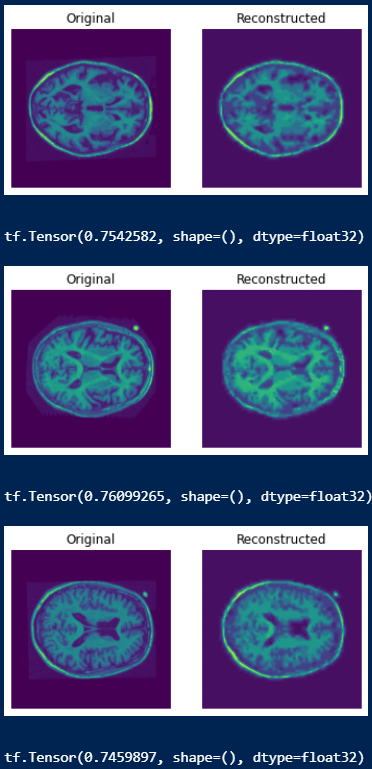 Original Reconstructed
tf.Tensor(0.7542582, shape=(), dtype=float32)
Original Reconstructed
tf.Tensor(0.76099265, shape=(), dtype=float32)
Original Reconstructed
tf.Tensor(0.7459897, shape=(), dtype=float32)